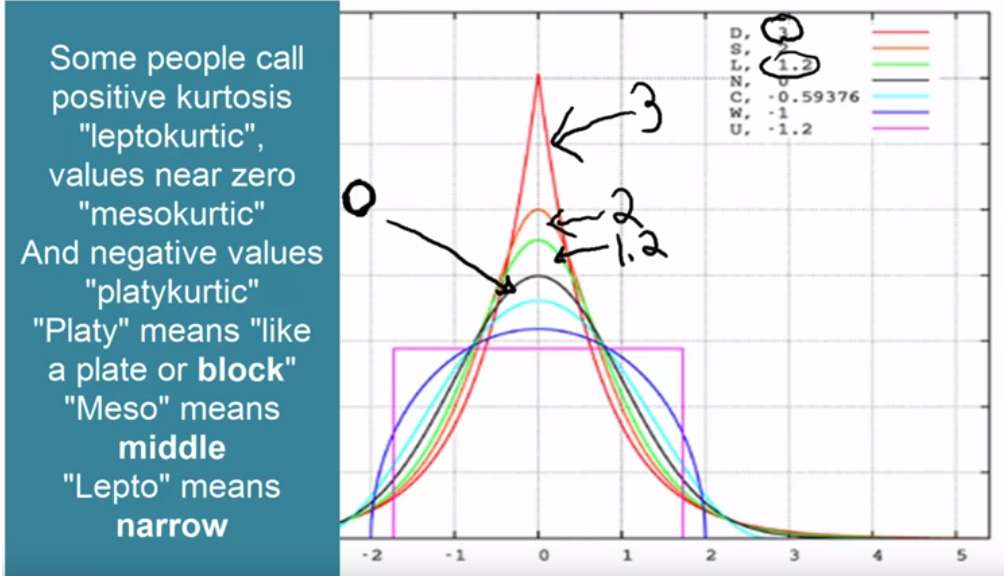 Some people call
positive kurtosis
"leptokurtic",
values near zero
"mesokurtic"
And negative values
"platykurtic"
"Platy" means "like
a plate or block"
"Meso" means
middle
"Lepto" means
narrow
D, 3
S, 2
L, 1.2
N, 0
C, -0.59376
W, -1
U, -1.2
3
0
2
1.2
-2 -1 0 1 2 3 4 5